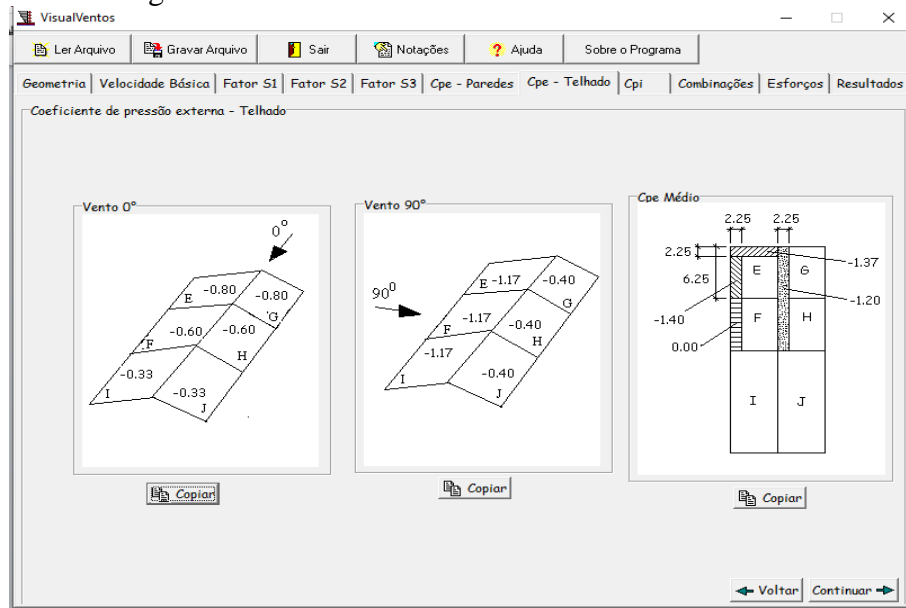 VisualVentos
Ler Arquivo Gravar Arquivo Sair Notações ? Ajuda Sobre o Programa
Geometria Velocidade Básica Fator S1 Fator S2 Fator S3 Cpe - Paredes Cpe - Telhado Cpi Combinações Esforços Resultados
Coeficiente de pressão externa - Telhado
Vento 0°
0°
E -0.80 -0.80
G
F -0.60 -0.60
H
-0.33
I -0.33
J
Copiar
Vento 90°
90⁰
E -1.17 -0.40
G
F -1.17 -0.40
H
-1.17
I -0.40
J
Copiar
Cpe Médio
2.25 2.25
2.25
6.25
E G
-1.37
-1.20
-1.40
F H
0.00
I J
Copiar
Voltar Continuar